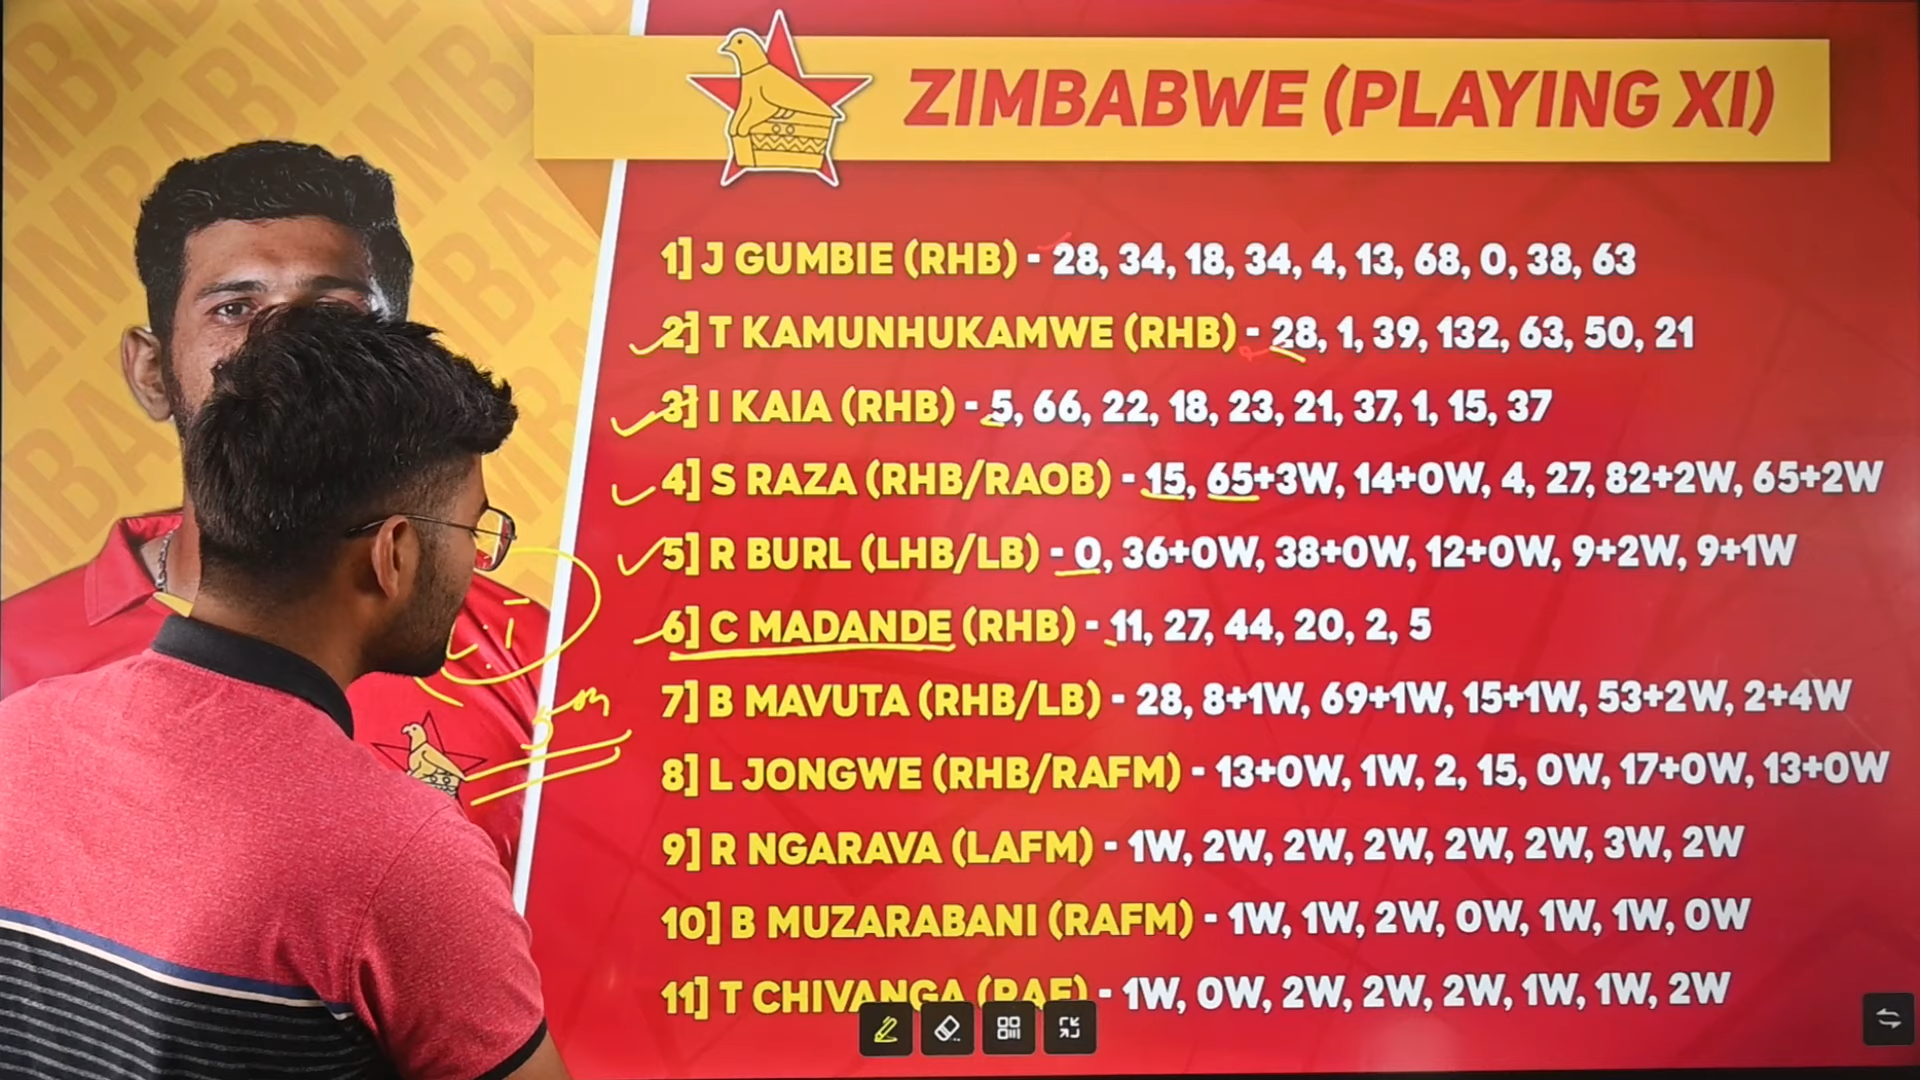 ZIMBABWE (PLAYING XI)
1] J GUMBIE (RHB) - 28, 34, 18, 34, 4, 13, 68, 0, 38, 63
2] T KAMUNHUKAMWE (RHB) - 28, 1, 39, 132, 63, 50, 21
3] I KAIA (RHB) - 5, 66, 22, 18, 23, 21, 37, 1, 15, 37
4] S RAZA (RHB/RAOB) - 15, 65+3W, 14+0W, 4, 27, 82+2W, 65+2W
5] R BURL (LHB/LB) - 0, 36+0W, 38+0W, 12+0W, 9+2W, 9+1W
6] C MADANDE (RHB) - 11, 27, 44, 20, 2, 5
7] B MAVUTA (RHB/LB) - 28, 8+1W, 69+1W, 15+1W, 53+2W, 2+4W
8] L JONGWE (RHB/RAFM) - 13+0W, 1W, 2, 15, 0W, 17+0W, 13+0W
9] R NGARAVA (LAFM) - 1W, 2W, 2W, 2W, 2W, 2W, 3W, 2W
10] B MUZARABANI (RAFM) - 1W, 1W, 2W, 0W, 1W, 1W, 0W
11] T CHIVANGA (RAF) - 1W, 0W, 2W, 2W, 2W, 1W, 1W, 2W